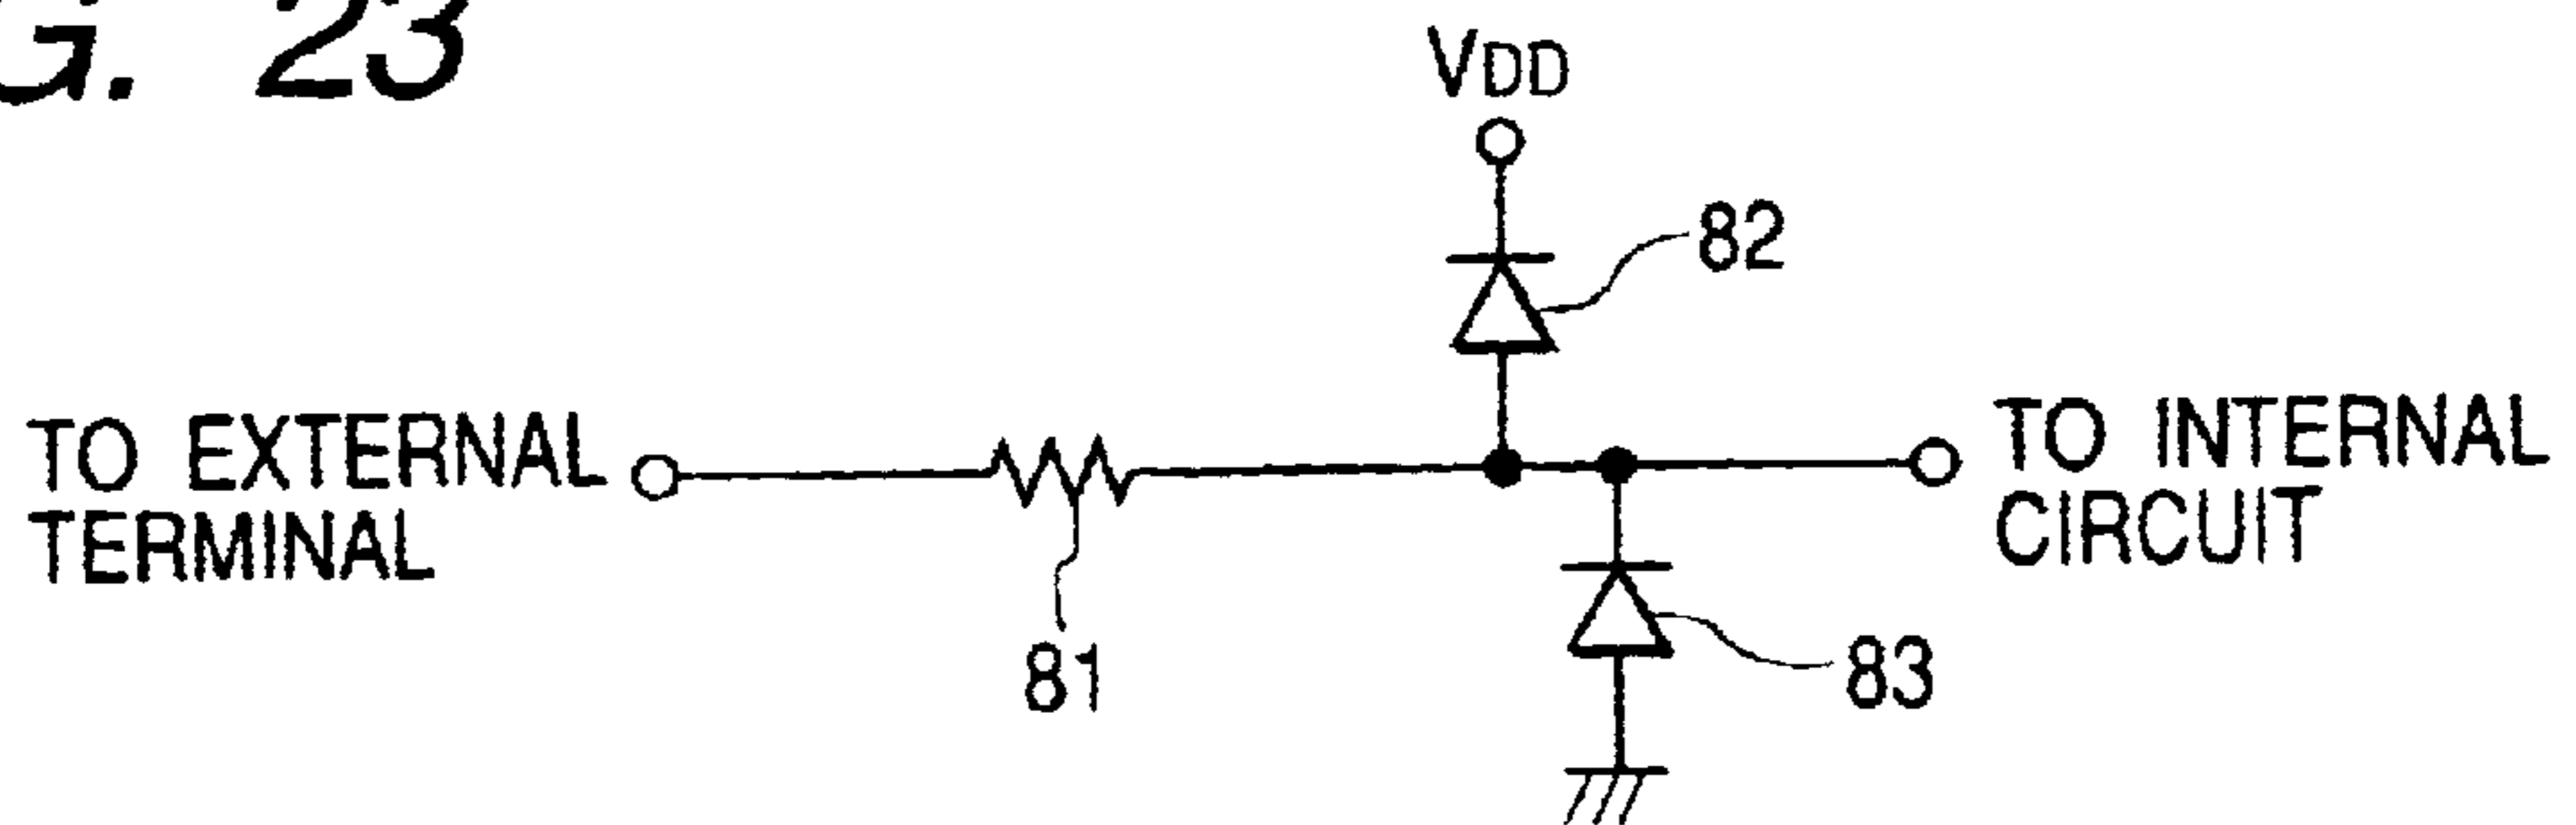 G. 23
VDD
82
TO EXTERNAL
TERMINAL
TO INTERNAL
CIRCUIT
81
83